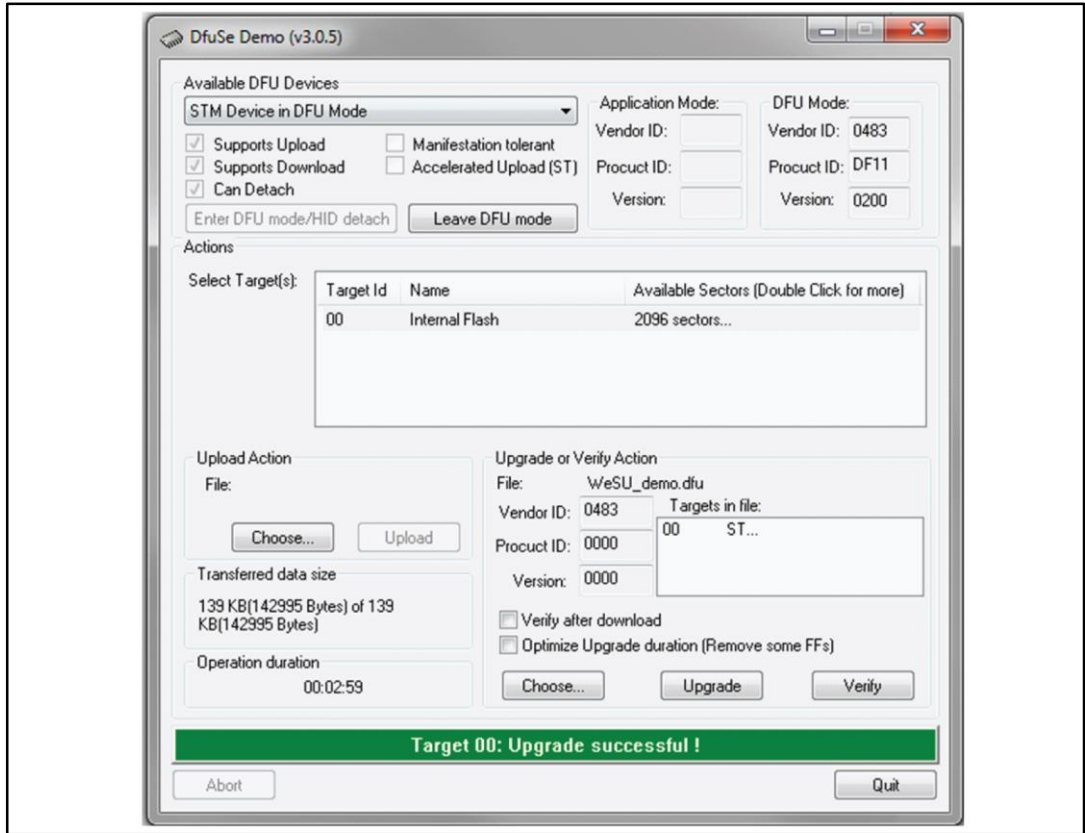 DfuSe Demo (v3.0.5)
Available DFU Devices
STM Device in DFU Mode
Supports Upload
Manifestation tolerant
Supports Download
Accelerated Upload (ST)
Can Detach
Enter DFU mode/HID detach
Leave DFU mode
Application Mode:
Vendor ID:
Procuct ID:
Version:
DFU Mode:
Vendor ID: 0483
Procuct ID: DF11
Version: 0200
Actions
Select Target(s):
Target Id Name Available Sectors (Double Click for more)
00 Internal Flash 2096 sectors...
Upload Action
File:
Choose... Upload
Transferred data size
139 KB(142995 Bytes) of 139
KB(142995 Bytes)
Operation duration
00:02:59
Upgrade or Verify Action
File: WeSU_demo.dfu
Vendor ID: 0483
Procuct ID: 0000
Version: 0000
Targets in file:
00 ST...
Verify after download
Optimize Upgrade duration (Remove some FFs)
Choose... Upgrade Verify
Target 00: Upgrade successful !
Abort Quit